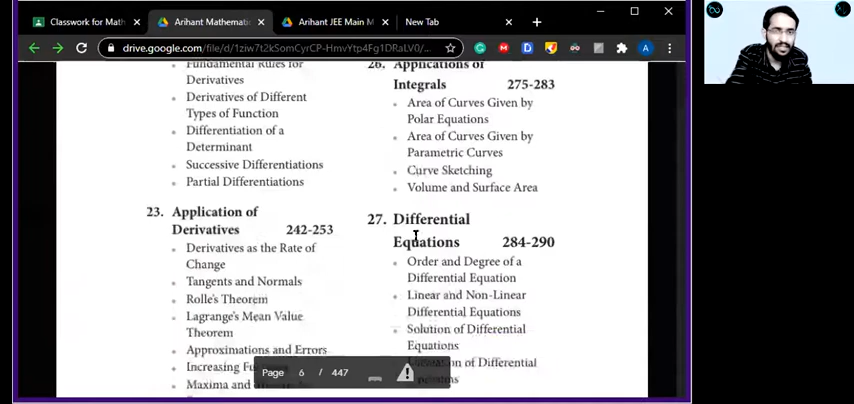 Classwork for Math
Arihant Mathemati
Arihant JEE Main M
New Tab
drive.google.com/file/d/1ziw7t2kSomCyrCP-HmvYtp4Fg1DRaLV0/...
A
Fundamental Rules for
Derivatives
Derivatives of Different
Types of Function
Differentiation of a
Determinant
Successive Differentiations
Partial Differentiations
23. Application of
Derivatives 242-253
Derivatives as the Rate of
Change
Tangents and Normals
Rolle's Theorem
Lagrange's Mean Value
Theorem
Approximations and Errors
Increasing
Maxima and
26. Applications of
Integrals 275-283
Area of Curves Given by
Polar Equations
Area of Curves Given by
Parametric Curves
Curve Sketching
Volume and Surface Area
27. Differential
Equations 284-290
Order and Degree of a
Differential Equation
Linear and Non-Linear
Differential Equations
Solution of Differential
Equations
of Differential
Page 6 / 447